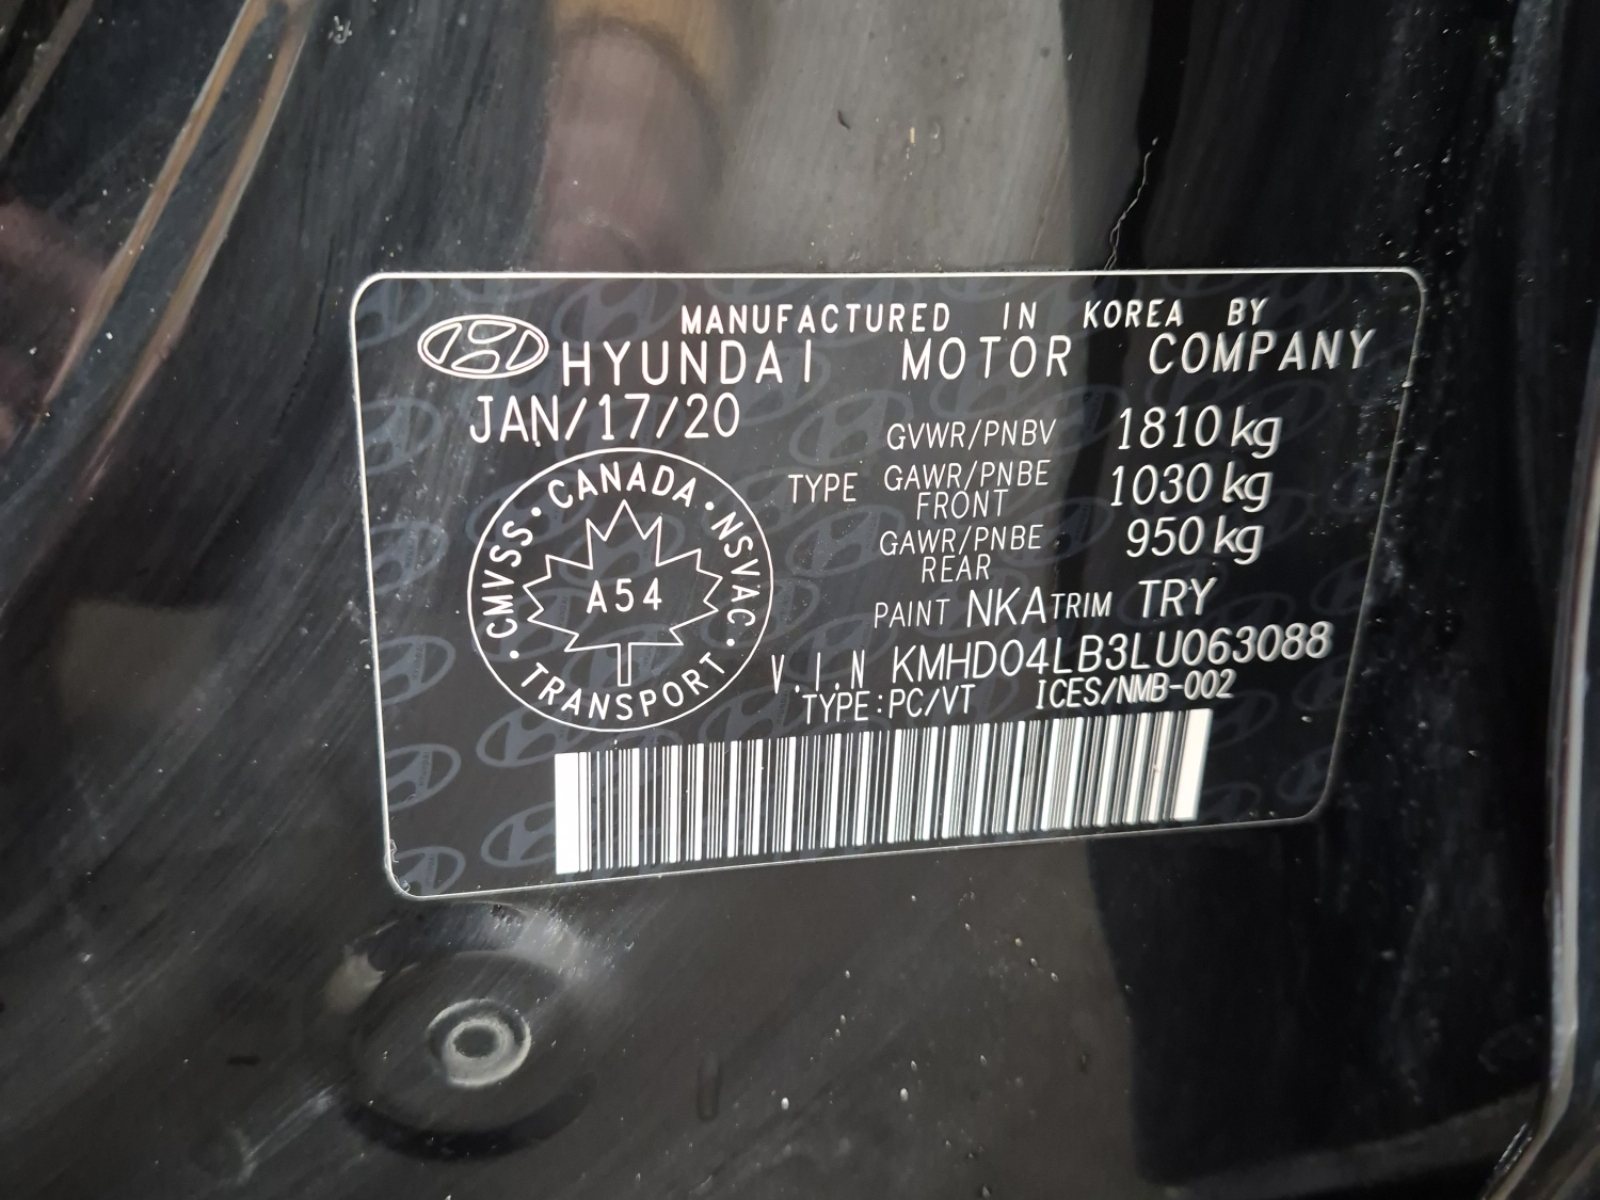 MANUFACTURED IN KOREA BY
HYUNDAI MOTOR COMPANY
JAN/17/20
GVWR/PNBV 1810 kg
TYPE GAWR/PNBE FRONT 1030 kg
GAWR/PNBE REAR 950 kg
PAINT NKA TRIM TRY
V.I.N KMHD04LB3LU063088
TYPE:PC/VT ICES/NMB-002
CMVSS · CANADA · NSVAC · TRANSPORT ·
A54